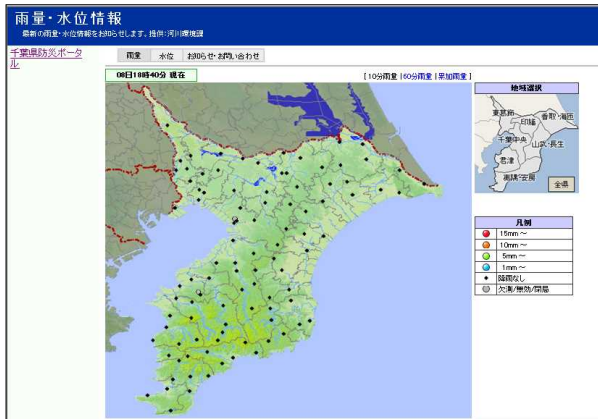 雨量・水位情報
最新の雨量・水位情報をお知らせします。提供:河川環境課
千葉県防災ポータ
ル
雨量 水位 お知らせ・お問い合わせ
08日18時40分 現在
[10分雨量|60分雨量|累加雨量]
地域選択
東葛飾
印旛
香取・海匝
千葉中央
山武・長生
君津
夷隅・安房
全県
凡例
15mm～
10mm～
5mm～
1mm～
降雨なし
欠測/無効/閉局